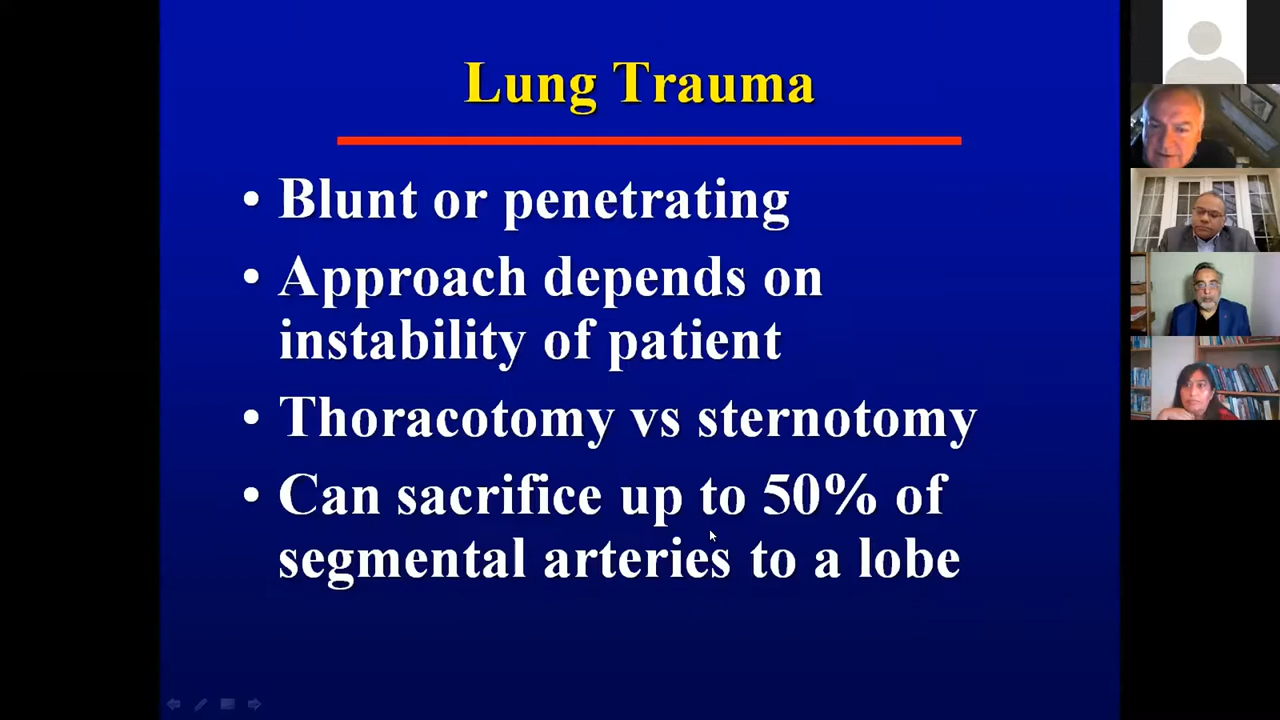 Lung Trauma
• Blunt or penetrating
• Approach depends on
instability of patient
• Thoracotomy vs sternotomy
• Can sacrifice up to 50% of
segmental arteries to a lobe